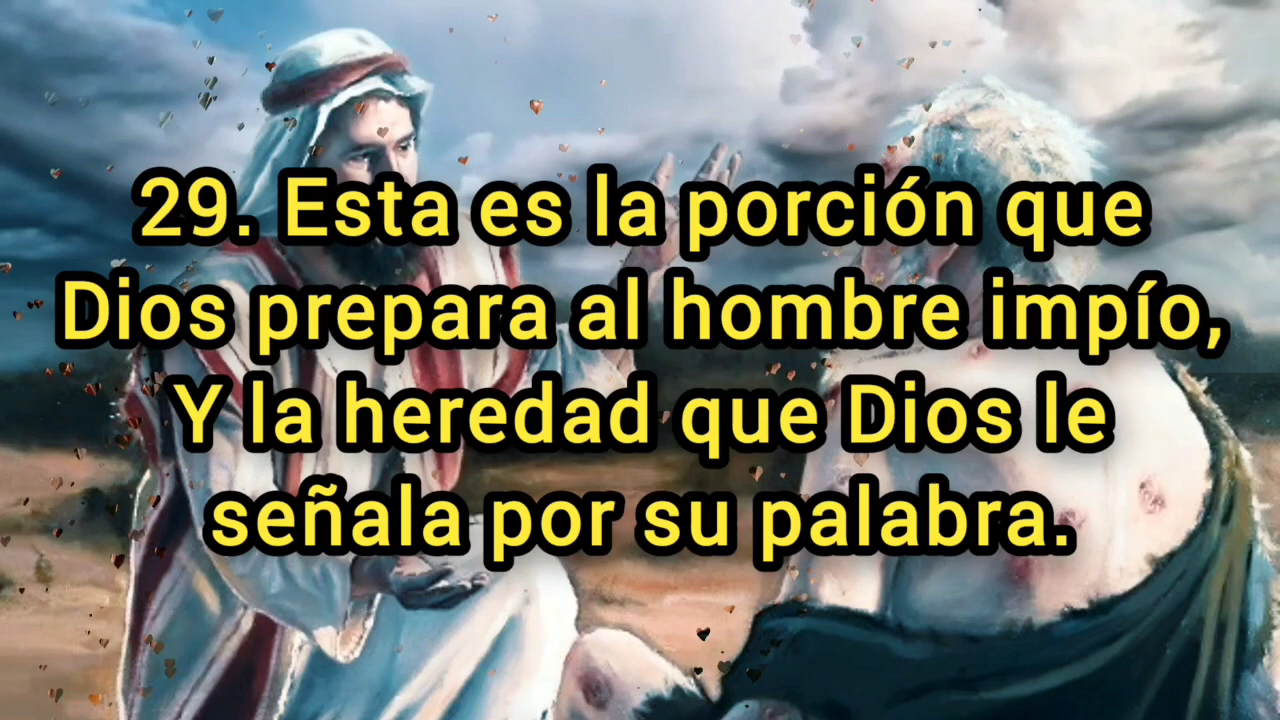 29. Esta es la porción que
Dios prepara al hombre impío,
Y la heredad que Dios le
señala por su palabra.